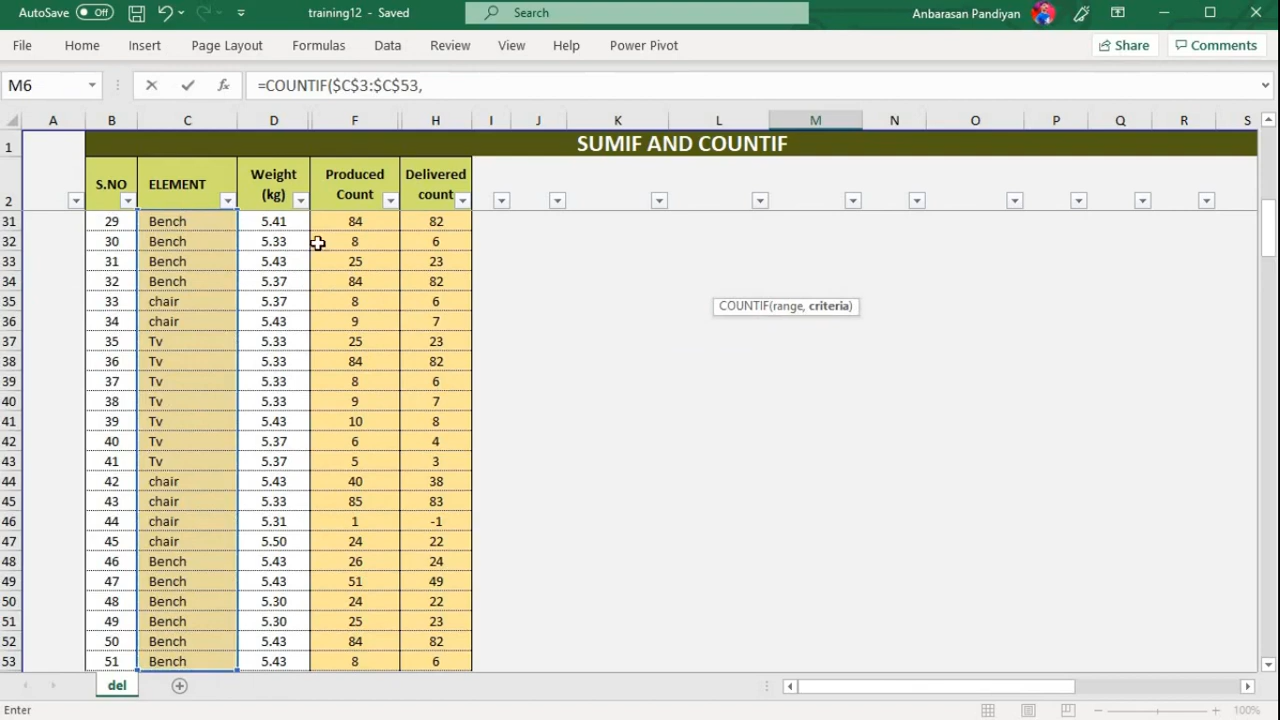 AutoSave Off training12 - Saved Search Anbarasan Pandiyan
File Home Insert Page Layout Formulas Data Review View Help Power Pivot Share Comments
M6 fx =COUNTIF($C$3:$C$53,
A B C D F H I J K L M N O P Q R S
1 SUMIF AND COUNTIF
2 S.NO ELEMENT Weight (kg) Produced Count Delivered count
31 29 Bench 5.41 84 82
32 30 Bench 5.33 8 6
33 31 Bench 5.43 25 23
34 32 Bench 5.37 84 82
35 33 chair 5.37 8 6 COUNTIF(range, criteria)
36 34 chair 5.43 9 7
37 35 Tv 5.33 25 23
38 36 Tv 5.33 84 82
39 37 Tv 5.33 8 6
40 38 Tv 5.33 9 7
41 39 Tv 5.43 10 8
42 40 Tv 5.37 6 4
43 41 Tv 5.37 5 3
44 42 chair 5.43 40 38
45 43 chair 5.33 85 83
46 44 chair 5.31 1 -1
47 45 chair 5.50 24 22
48 46 Bench 5.43 26 24
49 47 Bench 5.43 51 49
50 48 Bench 5.30 24 22
51 49 Bench 5.30 25 23
52 50 Bench 5.43 84 82
53 51 Bench 5.43 8 6
del
Enter 100%